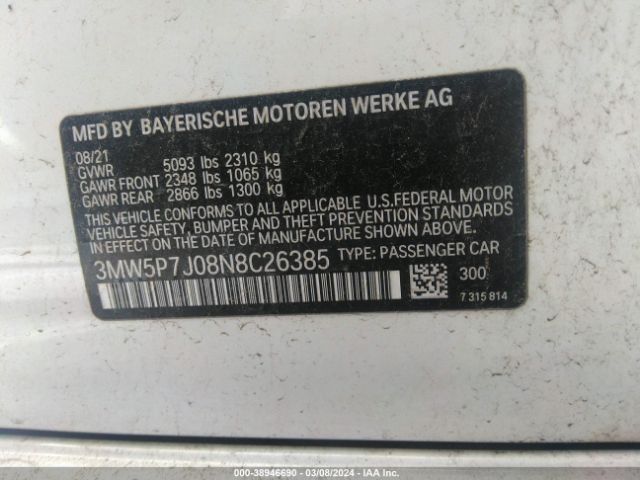 MFD BY BAYERISCHE MOTOREN WERKE AG
08/21
GVWR 5093 lbs 2310 kg
GAWR FRONT 2348 lbs 1065 kg
GAWR REAR 2866 lbs 1300 kg
THIS VEHICLE CONFORMS TO ALL APPLICABLE U.S.FEDERAL MOTOR
VEHICLE SAFETY, BUMPER, AND THEFT PREVENTION STANDARDS
IN EFFECT ON THE DATE OF MANUFACTURE SHOWN ABOVE.
3MW5P7J08N8C26385 TYPE: PASSENGER CAR
300
7 315 814
000-38946690 - 03/08/2024 - IAA Inc.